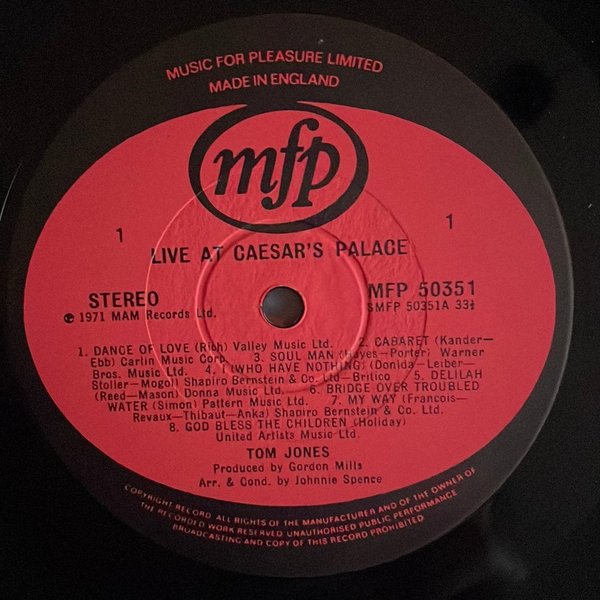 MUSIC FOR PLEASURE LIMITED
MADE IN ENGLAND
mfp
1 1
LIVE AT CAESAR'S PALACE
STEREO MFP 50351
℗ 1971 MAM Records Ltd. SMFP 50351A 33⅓
1. DANCE OF LOVE (Rich) Valley Music Ltd. 2. CABARET (Kander—
Ebb) Carlin Music Corp. 3. SOUL MAN (Hayes—Porter) Warner
Bros. Music Ltd. 4. I (WHO HAVE NOTHING) (Donida—Leiber—
Stoller—Mogol) Shapiro Bernstein & Co. Ltd—Britico 5. DELILAH
(Reed—Mason) Donna Music Ltd. 6. BRIDGE OVER TROUBLED
WATER (Simon) Pattern Music Ltd. 7. MY WAY (Francois—
Revaux—Thibaut—Anka) Shapiro Bernstein & Co. Ltd.
8. GOD BLESS THE CHILDREN (Holiday)
United Artists Music Ltd.
TOM JONES
Produced by Gordon Mills
Arr. & Cond. by Johnnie Spence
COPYRIGHT RECORD. ALL RIGHTS OF THE MANUFACTURER AND OF THE OWNER OF
THE RECORDED WORK RESERVED. UNAUTHORISED PUBLIC PERFORMANCE
BROADCASTING AND COPY OF THIS RECORD PROHIBITED